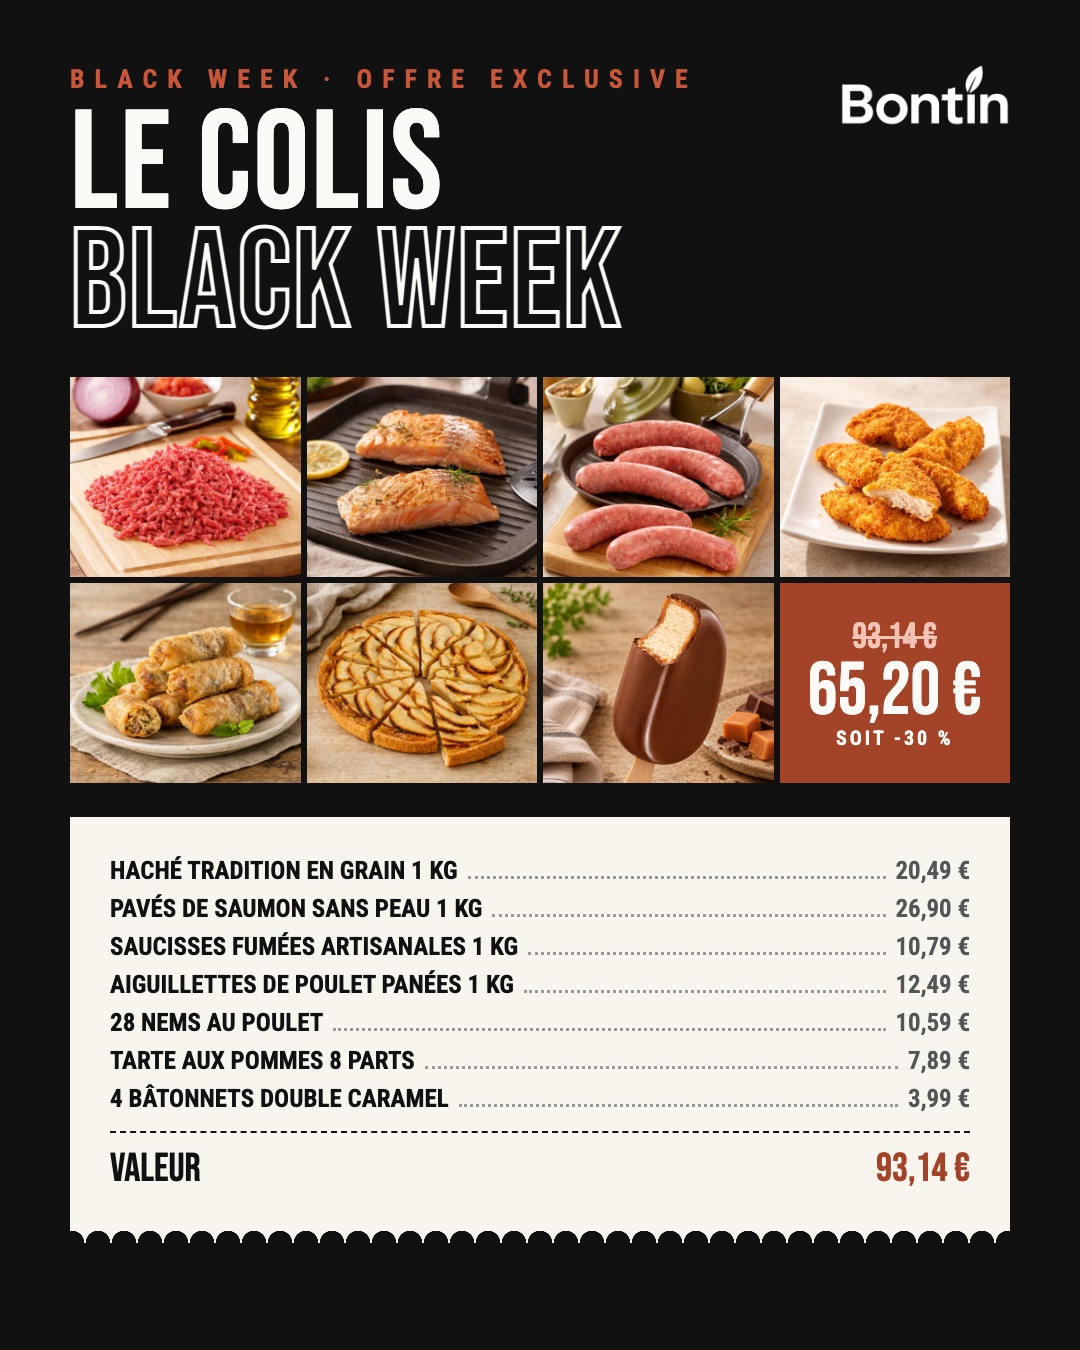 BLACK WEEK · OFFRE EXCLUSIVE
Bontin
LE COLIS
BLACK WEEK
93,14 €
65,20 €
SOIT -30 %
HACHÉ TRADITION EN GRAIN 1 KG 20,49 €
PAVÉS DE SAUMON SANS PEAU 1 KG 26,90 €
SAUCISSES FUMÉES ARTISANALES 1 KG 10,79 €
AIGUILLETTES DE POULET PANÉES 1 KG 12,49 €
28 NEMS AU POULET 10,59 €
TARTE AUX POMMES 8 PARTS 7,89 €
4 BÂTONNETS DOUBLE CARAMEL 3,99 €
VALEUR 93,14 €